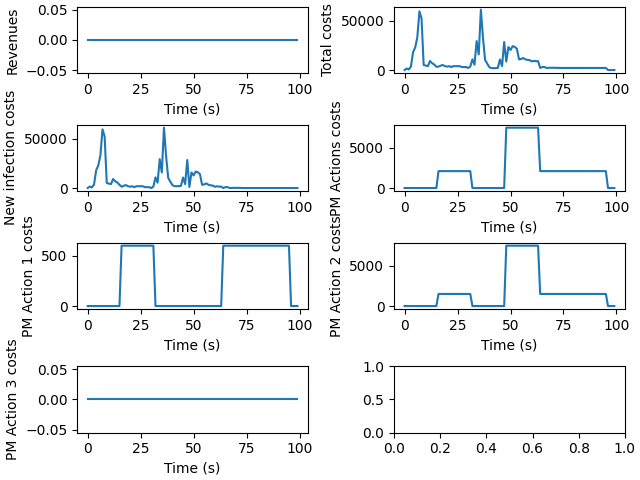 Revenues
0.05
0.00
−0.05
0 25 50 75 100
Time (s)
Total costs
50000
0
0 25 50 75 100
Time (s)
New infection costs
50000
0
0 25 50 75 100
Time (s)
PM Actions costs
5000
0
0 25 50 75 100
Time (s)
PM Action 1 costs
500
0
0 25 50 75 100
Time (s)
PM Action 2 costs
5000
0
0 25 50 75 100
Time (s)
PM Action 3 costs
0.05
0.00
−0.05
0 25 50 75 100
Time (s)
1.0
0.5
0.0
0.0 0.2 0.4 0.6 0.8 1.0